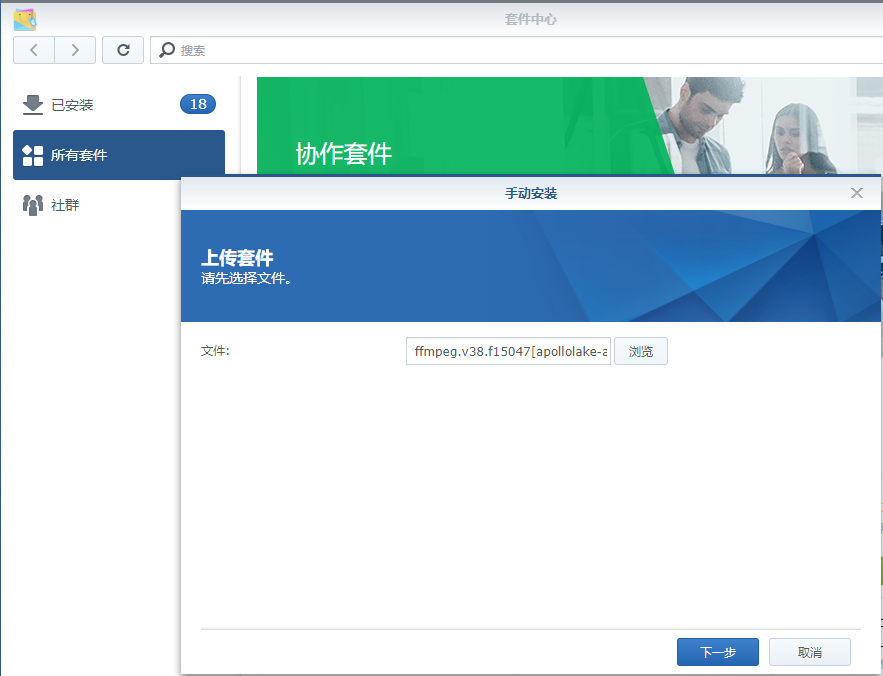 套件中心
搜索
已安装
18
所有套件
社群
协作套件
手动安装
上传套件
请先选择文件。
文件:
ffmpeg.v38.f15047[apollolake-a
浏览
下一步
取消